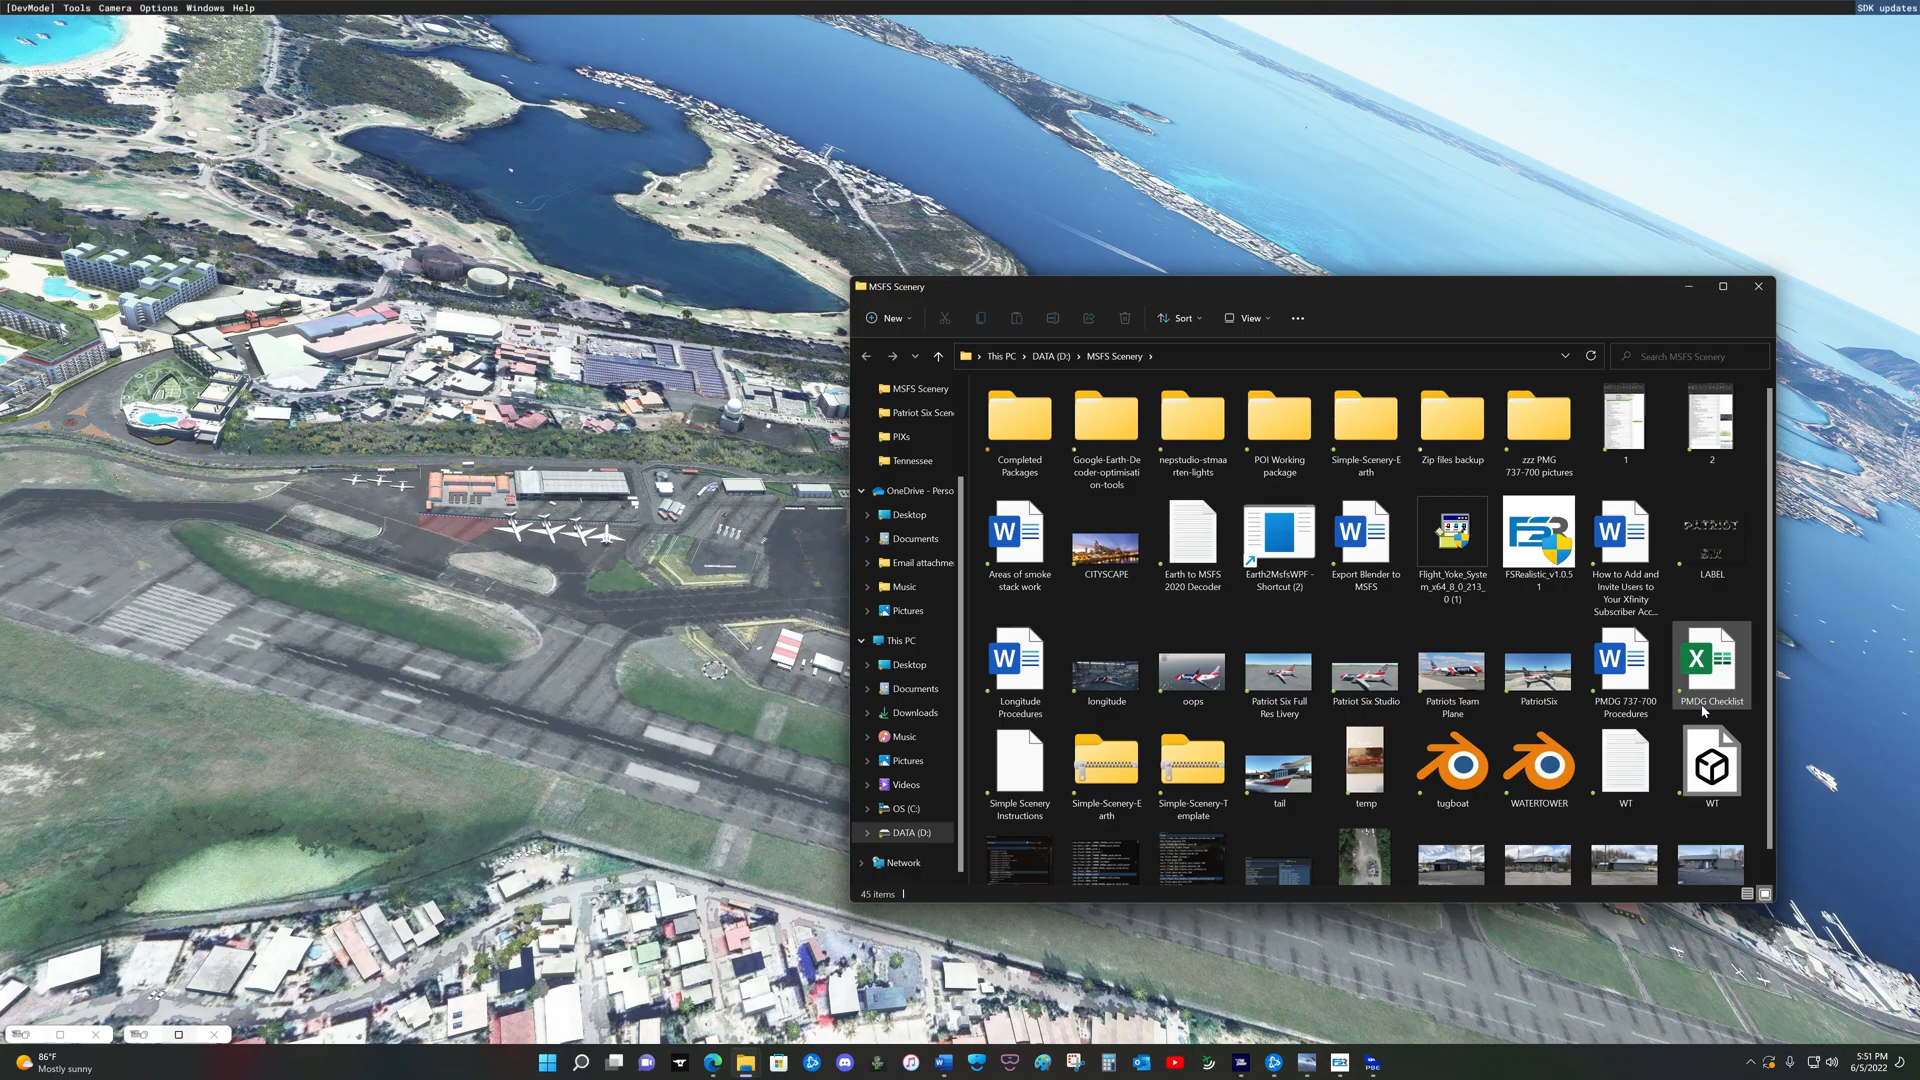 [DevMode] Tools Camera Options Windows Help
SDK updates
MSFS Scenery
New
Sort
View
This PC > DATA (D:) > MSFS Scenery >
Search MSFS Scenery
MSFS Scenery
Patriot Six Scen
PIXs
Tennessee
OneDrive - Perso
Desktop
Documents
Email attachme
Music
Pictures
This PC
Desktop
Documents
Downloads
Music
Pictures
Videos
OS (C:)
DATA (D:)
Network
Completed
Packages
Google-Earth-De
coder-optimisati
on-tools
nepstudio-stmaa
rten-lights
POI Working
package
Simple-Scenery-E
arth
Zip files backup
zzz PMG
737-700 pictures
1
2
Areas of smoke
stack work
CITYSCAPE
Earth to MSFS
2020 Decoder
Earth2MsfsWPF -
Shortcut (2)
Export Blender to
MSFS
Flight_Yoke_Syste
m_x64_8_0_213_
0 (1)
FSRealistic_v1.0.5
1
How to Add and
Invite Users to
Your Xfinity
Subscriber Acc...
PATRIOT
SIX
LABEL
Longitude
Procedures
longitude
oops
Patriot Six Full
Res Livery
Patriot Six Studio
Patriots Team
Plane
PatriotSix
PMDG 737-700
Procedures
PMDG Checklist
Simple Scenery
Instructions
Simple-Scenery-E
arth
Simple-Scenery-T
emplate
tail
temp
tugboat
WATERTOWER
WT
WT
45 items
86°F
Mostly sunny
5:51 PM
6/5/2022